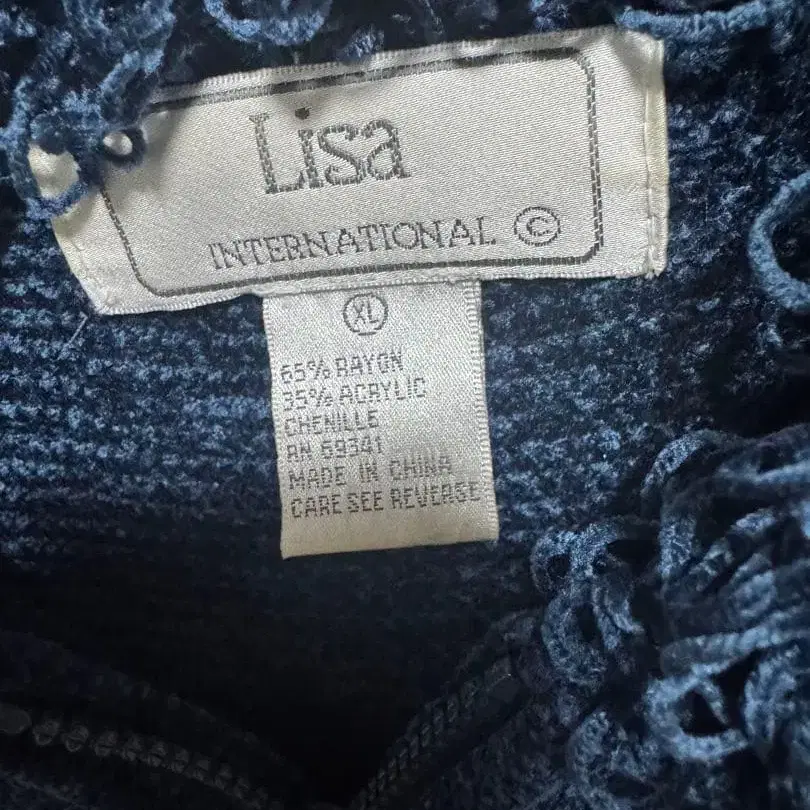 Lisa
INTERNATIONAL ©
XL
65% RAYON
35% ACRYLIC
CHENILLE
RN 69341
MADE IN CHINA
CARE SEE REVERSE